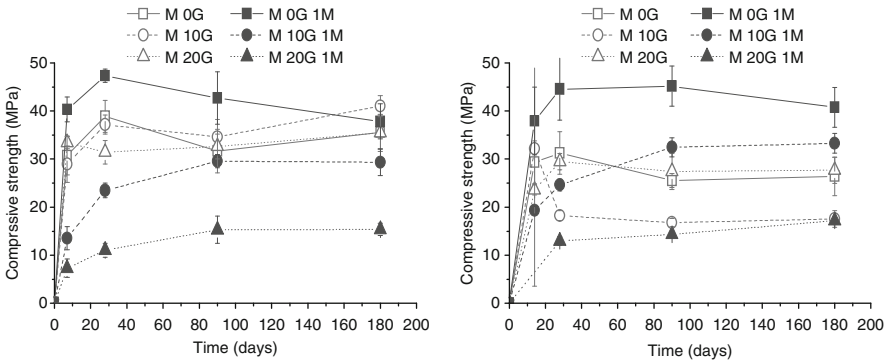 M 0G
M 0G 1M
M 10G
M 10G 1M
M 20G
M 20G 1M
50
40
30
20
10
0
Comprssive strength (MPa)
0 20 40 60 80 100 120 140 160 180 200
Time (days)
M 0G
M 0G 1M
M 10G
M 10G 1M
M 20G
M 20G 1M
50
40
30
20
10
0
Compressive strength (MPa)
0 20 40 60 80 100 120 140 160 180 200
Time (days)